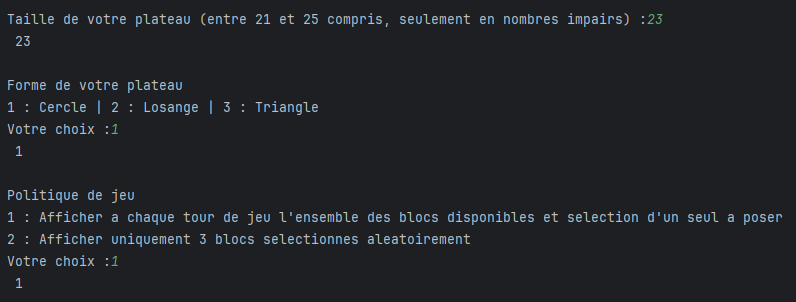 Taille de votre plateau (entre 21 et 25 compris, seulement en nombres impairs) :23
23
Forme de votre plateau
1 : Cercle | 2 : Losange | 3 : Triangle
Votre choix :1
1
Politique de jeu
1 : Afficher a chaque tour de jeu l'ensemble des blocs disponibles et selection d'un seul a poser
2 : Afficher uniquement 3 blocs selectionnes aleatoirement
Votre choix :1
1